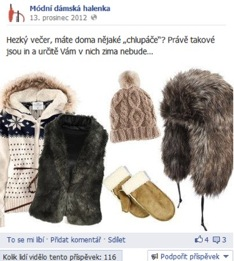 Módní dámská halenka
13. prosinec 2012
Hezký večer, máte doma nějaké „chlupáče"? Právě takové
jsou in a určitě Vám v nich zima nebude...
To se mi líbí · Přidat komentář · Sdílet
4 3
Kolik lidí vidělo tento příspěvek: 116
Podpořit příspěvek